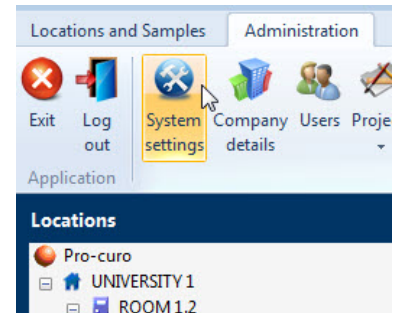 Locations and Samples Administration
Exit Log out System settings Company details Users
Application
Locations
Pro-curo
UNIVERSITY 1
ROOM 1.2